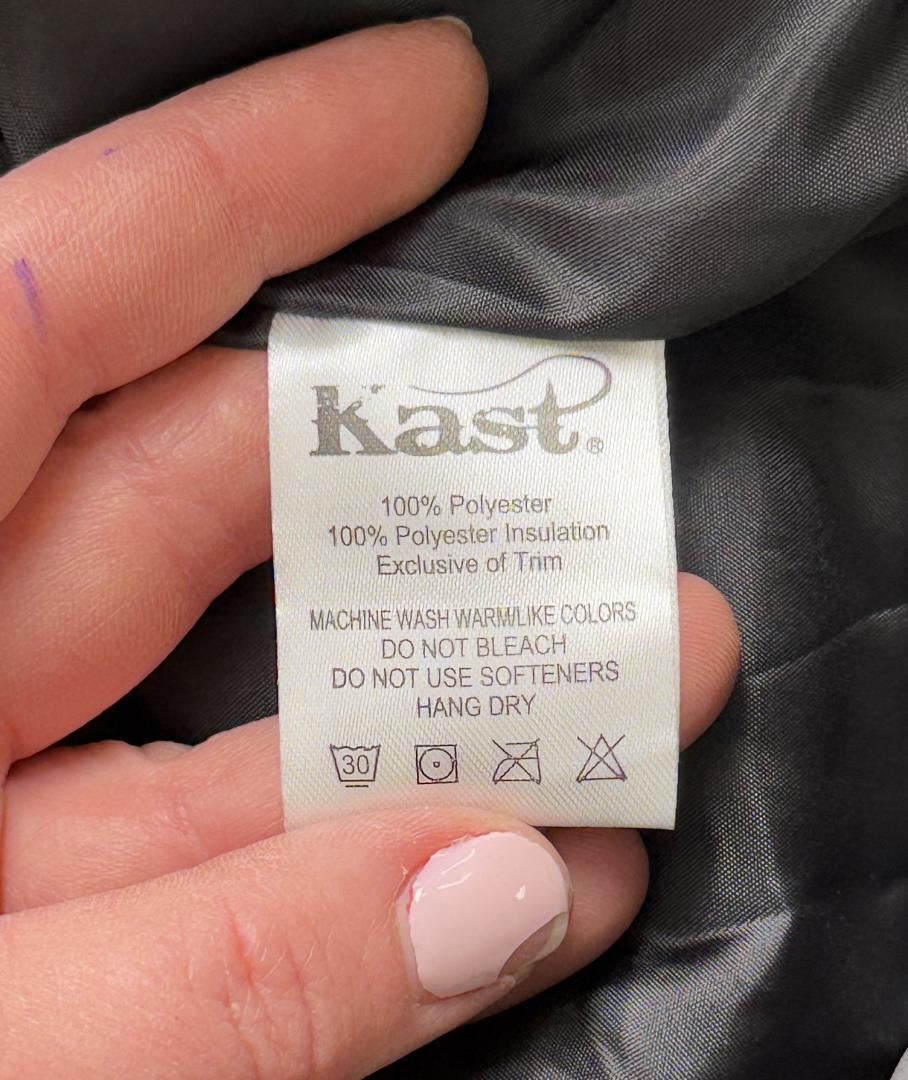 Kast®
100% Polyester
100% Polyester Insulation
Exclusive of Trim
MACHINE WASH WARM/LIKE COLORS
DO NOT BLEACH
DO NOT USE SOFTENERS
HANG DRY
30